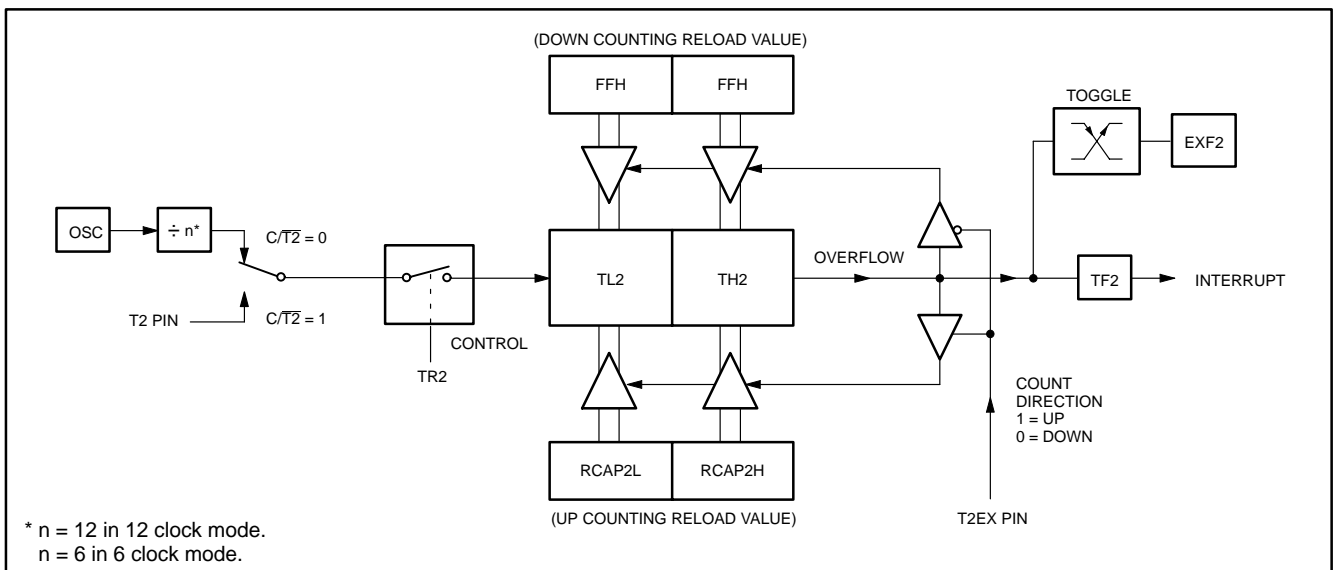 (DOWN COUNTING RELOAD VALUE)
FFH
FFH
TOGGLE
EXF2
OSC
÷ n*
C/T2̅ = 0
TL2
TH2
OVERFLOW
TF2
INTERRUPT
T2 PIN
C/T2̅ = 1
CONTROL
TR2
COUNT
DIRECTION
1 = UP
0 = DOWN
RCAP2L
RCAP2H
(UP COUNTING RELOAD VALUE)
T2EX PIN
* n = 12 in 12 clock mode.
n = 6 in 6 clock mode.